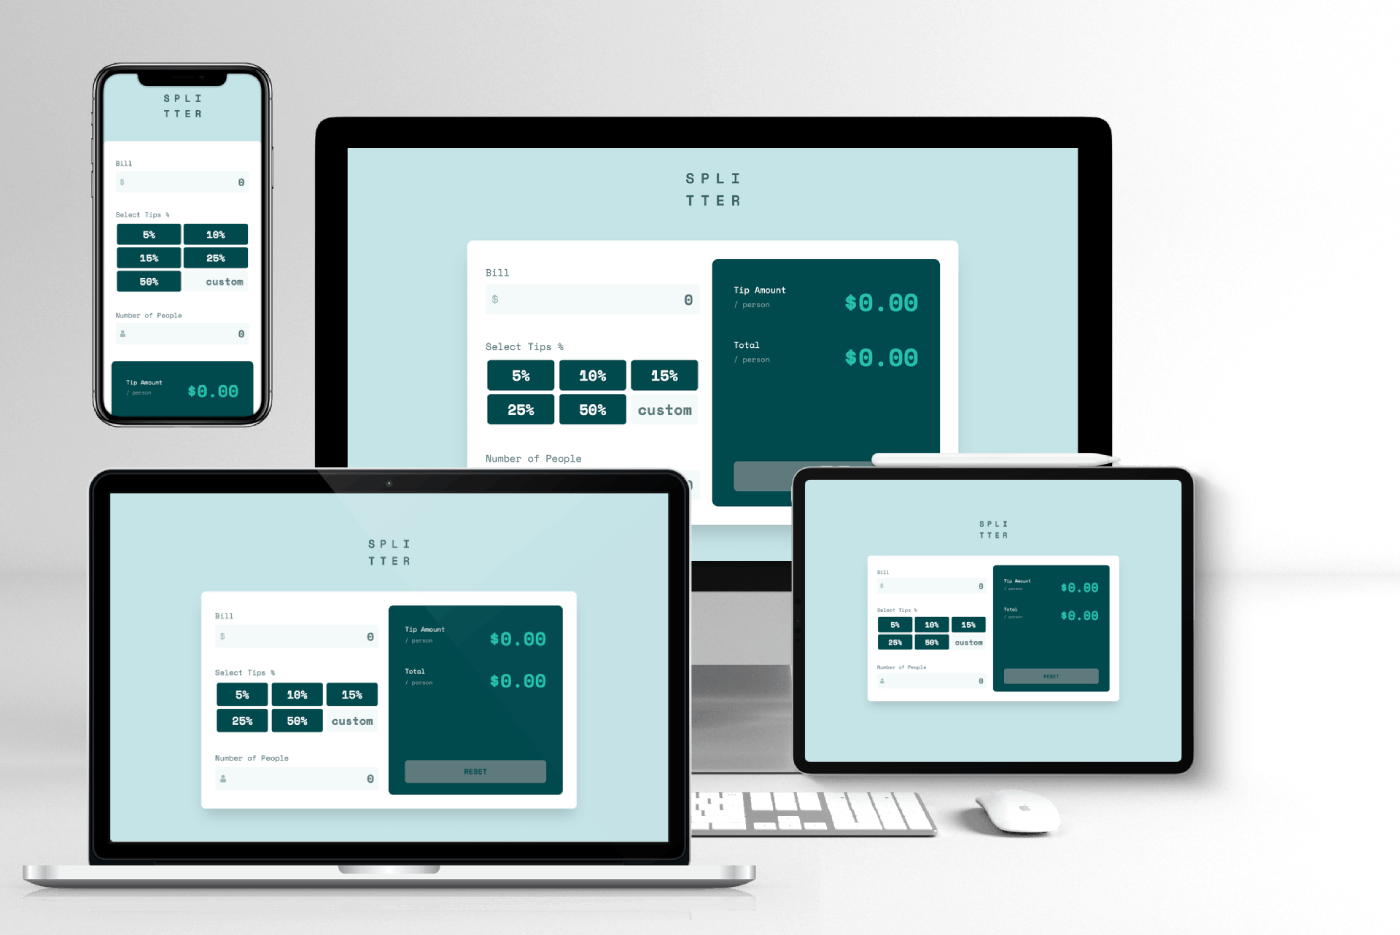 SPLI
TTER
Bill
$ 0
Select Tips %
5% 10%
15% 25%
50% custom
Number of People
0
Tip Amount
/ person
$0.00
SPLI
TTER
Bill
$ 0
Select Tips %
5% 10% 15%
25% 50% custom
Number of People
Tip Amount
/ person
$0.00
Total
/ person
$0.00
SPLI
TTER
Bill
$ 0
Select Tips %
5% 10% 15%
25% 50% custom
Number of People
0
Tip Amount
/ person
$0.00
Total
/ person
$0.00
RESET
SPLI
TTER
Bill
$ 0
Select Tips %
5% 10% 15%
25% 50% custom
Number of People
0
Tip Amount
/ person
$0.00
Total
/ person
$0.00
RESET